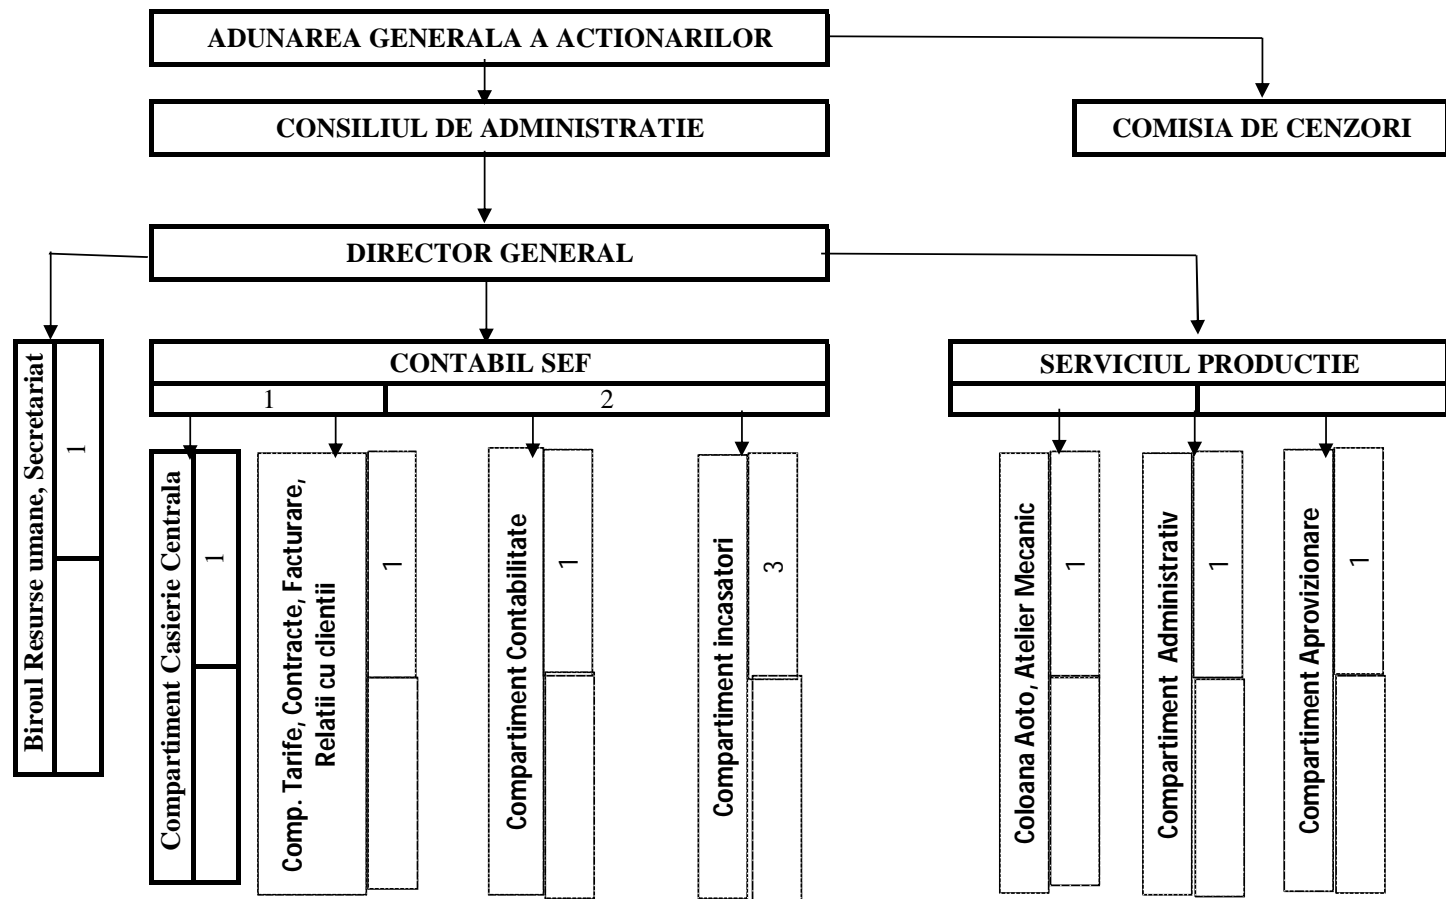 ADUNAREA GENERALA A ACTIONARILOR
CONSILIUL DE ADMINISTRATIE
COMISIA DE CENZORI
DIRECTOR GENERAL
Biroul Resurse umane, Secretariat
1
CONTABIL SEF
1
2
SERVICIUL PRODUCTIE
Compartiment Casierie Centrala
1
Comp. Tarife, Contracte, Facturare,
Relatii cu clientii
1
Compartiment Contabilitate
1
Compartiment incasatori
3
Coloana Aoto, Atelier Mecanic
1
Compartiment Administrativ
1
Compartiment Aprovizionare
1